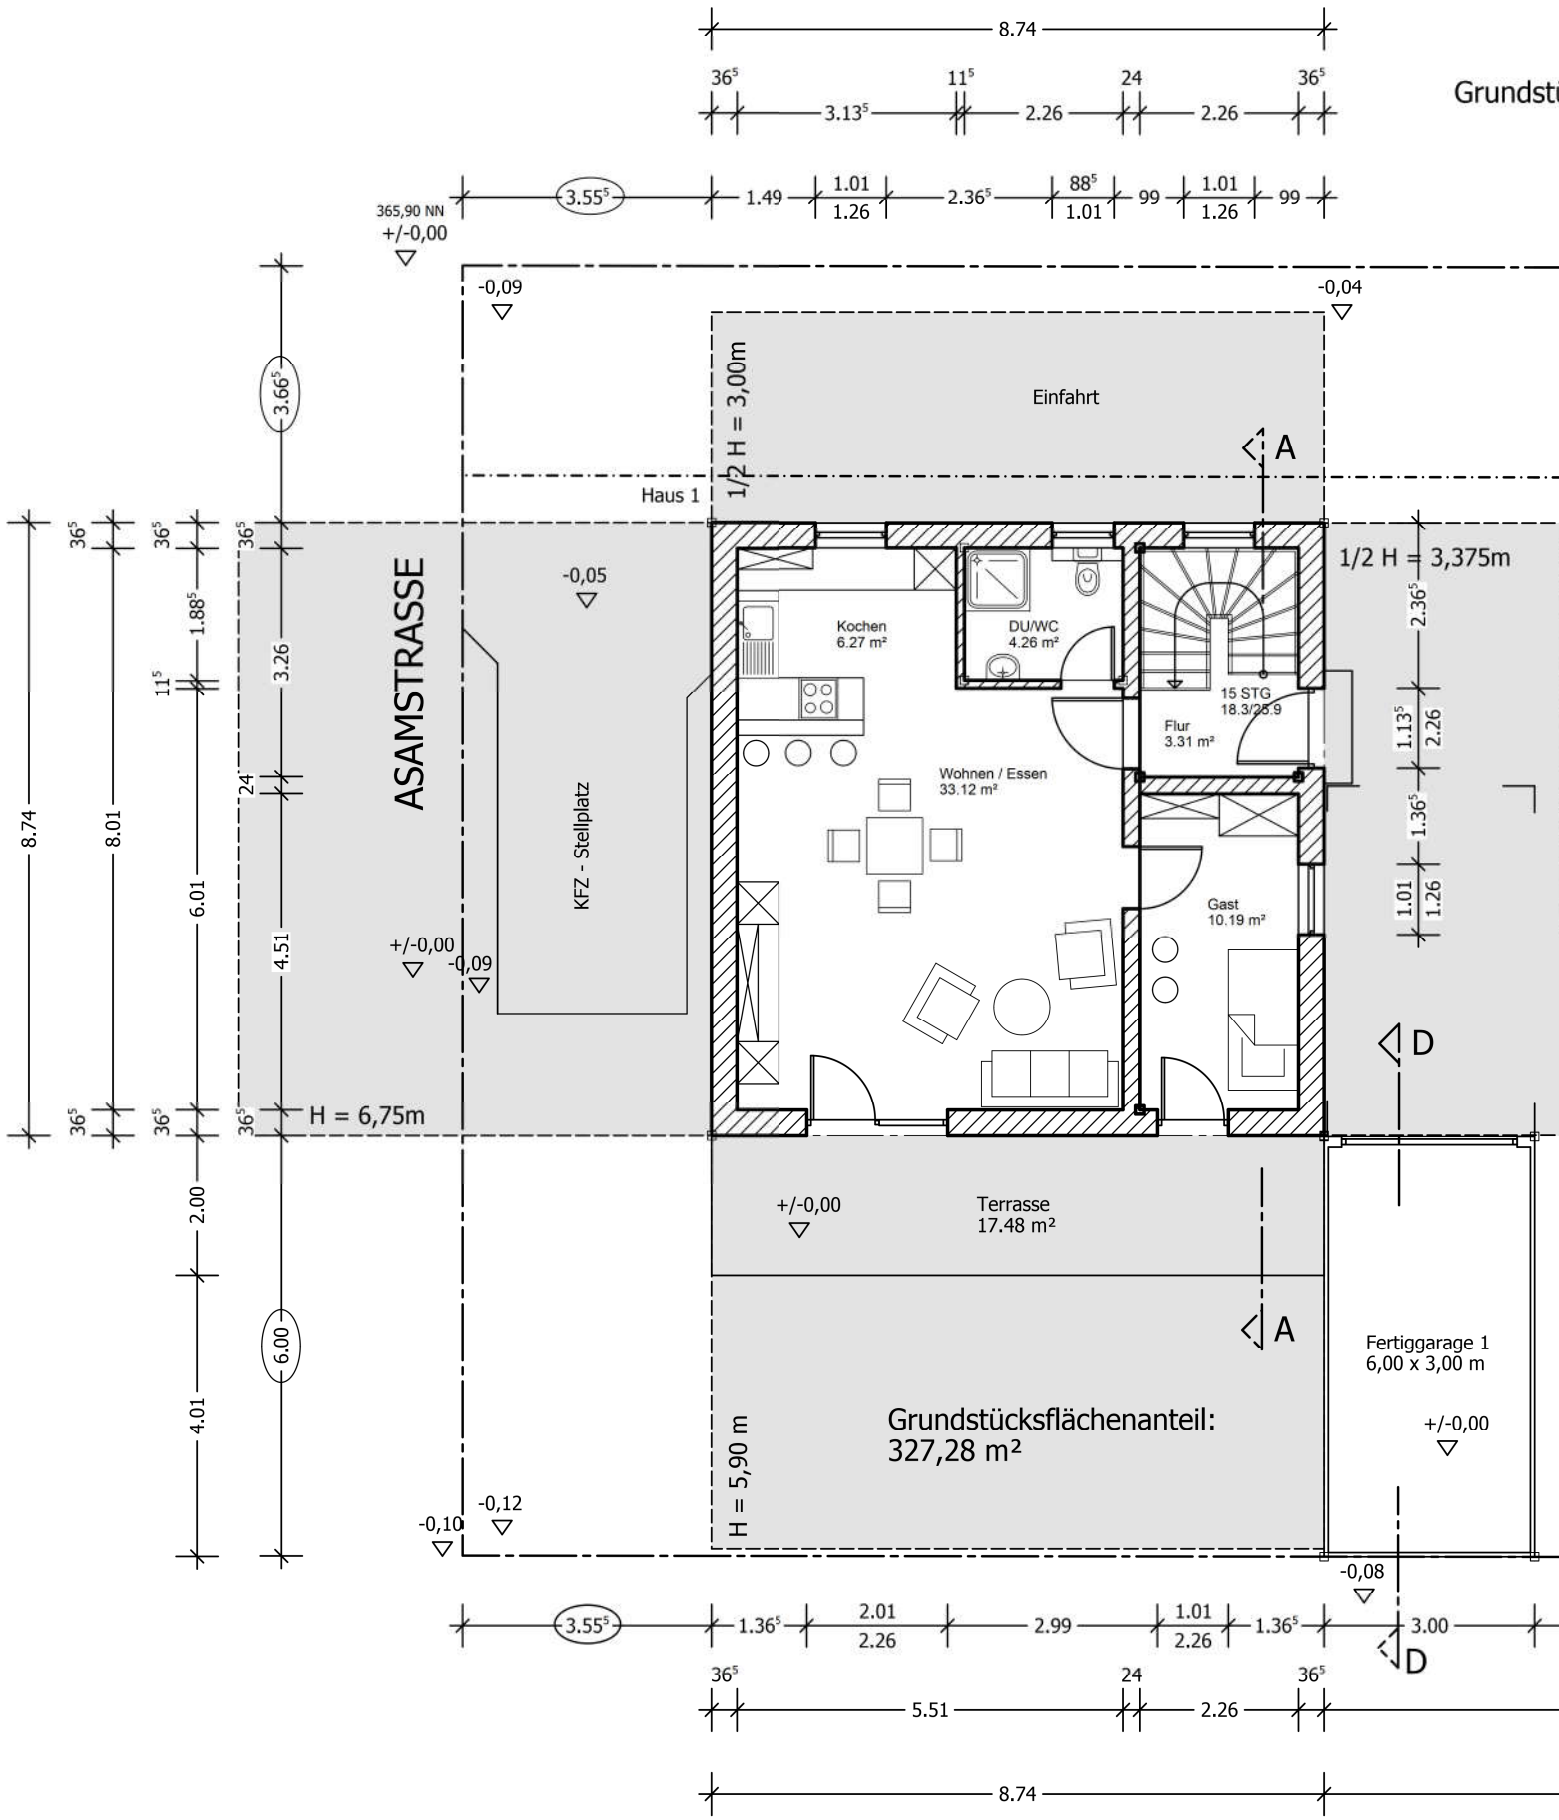 8.74
36⁵ 11⁵ 24 36⁵
3.13⁵ 2.26 2.26
3.55⁵ 1.49 1.01 2.36⁵ 88⁵ 99 1.01 99
1.26 1.01 1.26
365,90 NN
+/-0,00
-0,09
-0,04
1/2 H = 3,00m
Einfahrt
A
Haus 1
3.66⁵
36⁵ 36⁵ 36⁵
ASAMSTRASSE
-0,05
1/2 H = 3,375m
Kochen
6.27 m²
DU/WC
4.26 m²
1.88⁵
3.26
11⁵
2.36⁵
15 STG
18.3/25.9
Flur
3.31 m²
1.13⁵
2.26
Wohnen / Essen
33.12 m²
24
8.74
8.01
6.01
4.51
KFZ - Stellplatz
1.36⁵
Gast
10.19 m²
1.01
1.26
+/-0,00
-0,09
D
36⁵ 36⁵ 36⁵
H = 6,75m
2.00
+/-0,00
Terrasse
17.48 m²
6.00
4.01
A
Fertiggarage 1
6,00 x 3,00 m
+/-0,00
Grundstücksflächenanteil:
327,28 m²
H = 5,90 m
-0,12
-0,10
-0,08
3.55⁵ 1.36⁵ 2.01 2.99 1.01 1.36⁵ 3.00
2.26 2.26
D
36⁵ 24 36⁵
5.51 2.26
8.74